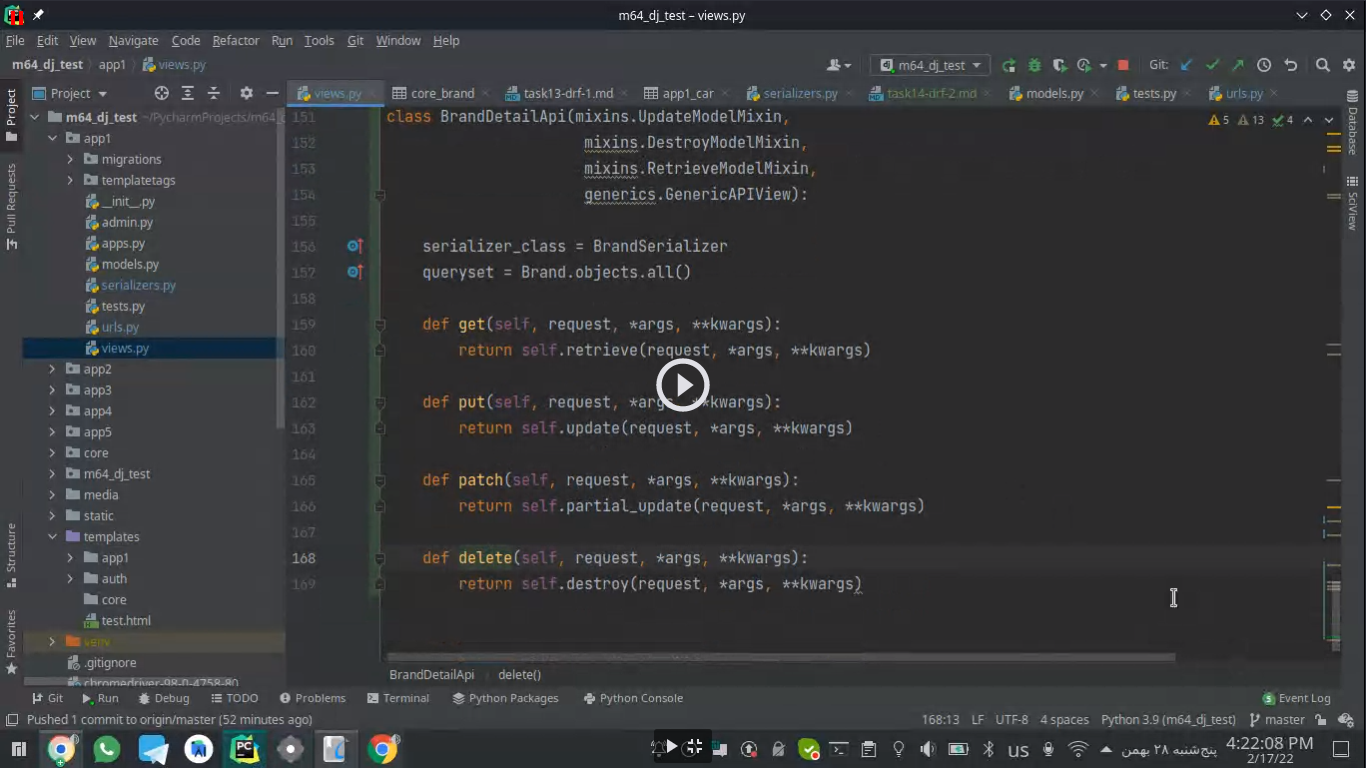 m64_dj_test – views.py
File Edit View Navigate Code Refactor Run Tools Git Window Help
m64_dj_test app1 views.py m64_dj_test Git:
Project views.py core_brand task13-drf-1.md app1_car serializers.py task14-drf-2.md models.py tests.py urls.py
Project
Pull Requests
Structure
Favorites
m64_dj_test ~/PycharmProjects/m64_
app1
migrations
templatetags
__init__.py
admin.py
apps.py
models.py
serializers.py
tests.py
urls.py
views.py
app2
app3
app4
app5
core
m64_dj_test
media
static
templates
app1
auth
core
test.html
venv
.gitignore
chromedriver-98-0-4758-80
151 class BrandDetailApi(mixins.UpdateModelMixin,
152 mixins.DestroyModelMixin,
153 mixins.RetrieveModelMixin,
154 generics.GenericAPIView):
155
156 serializer_class = BrandSerializer
157 queryset = Brand.objects.all()
158
159 def get(self, request, *args, **kwargs):
160 return self.retrieve(request, *args, **kwargs)
161
162 def put(self, request, *args, **kwargs):
163 return self.update(request, *args, **kwargs)
164
165 def patch(self, request, *args, **kwargs):
166 return self.partial_update(request, *args, **kwargs)
167
168 def delete(self, request, *args, **kwargs):
169 return self.destroy(request, *args, **kwargs)
5 13 4
Database
SciView
BrandDetailApi delete()
Git Run Debug TODO Problems Terminal Python Packages Python Console 5 Event Log
Pushed 1 commit to origin/master (52 minutes ago) 168:13 LF UTF-8 4 spaces Python 3.9 (m64_dj_test) master
PC us پنج‌شنبه ۲۸ بهمن 4:22:08 PM
2/17/22